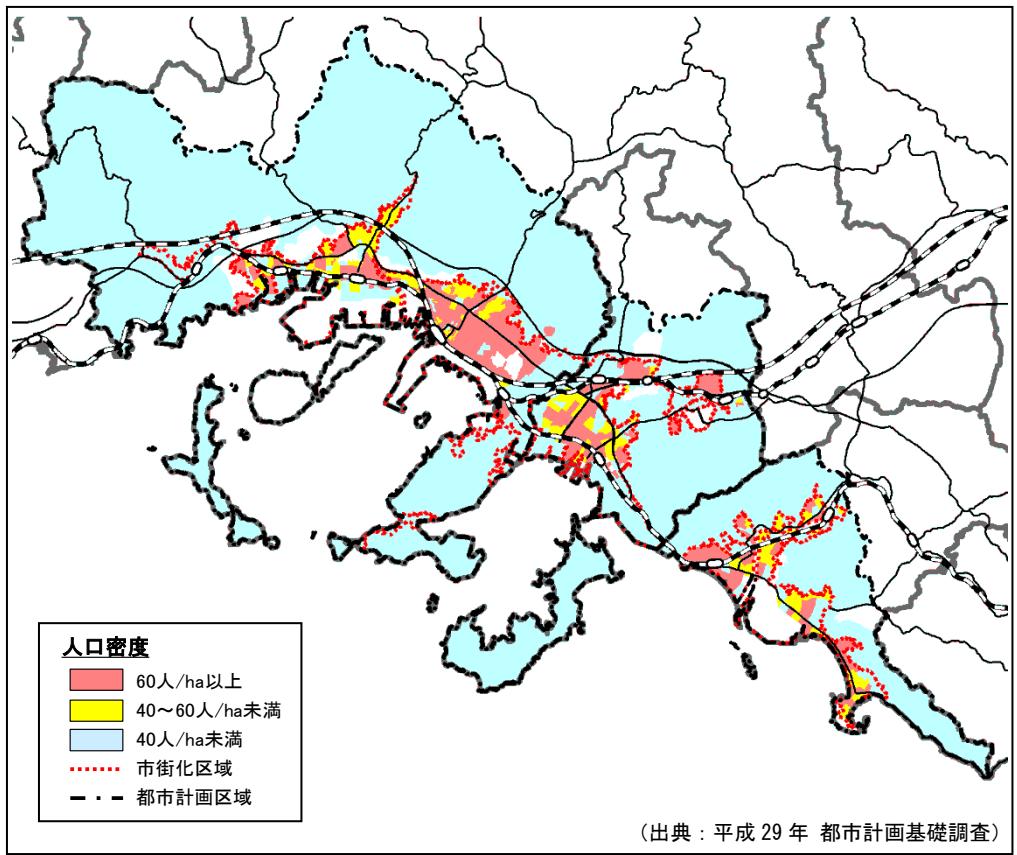 人口密度
60人/ha以上
40～60人/ha未満
40人/ha未満
市街化区域
都市計画区域
（出典：平成 29 年 都市計画基礎調査）